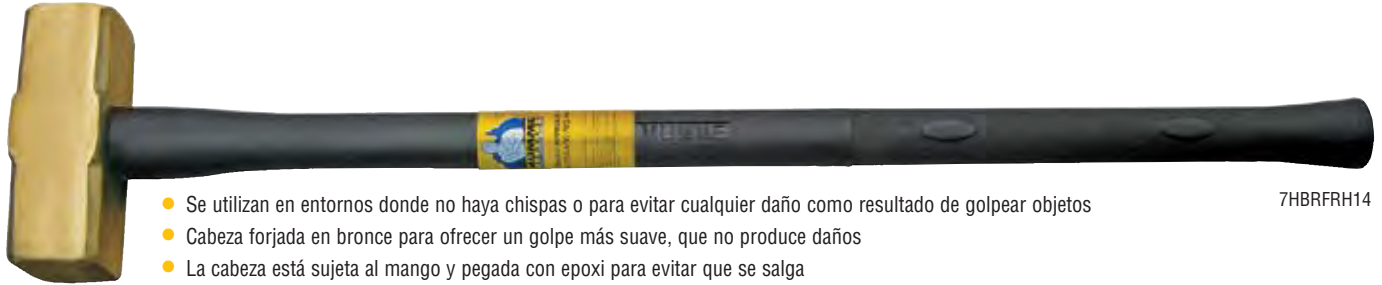 Se utilizan en entornos donde no haya chispas o para evitar cualquier daño como resultado de golpear objetos
7HBRFRH14
Cabeza forjada en bronce para ofrecer un golpe más suave, que no produce daños
La cabeza está sujeta al mango y pegada con epoxi para evitar que se salga